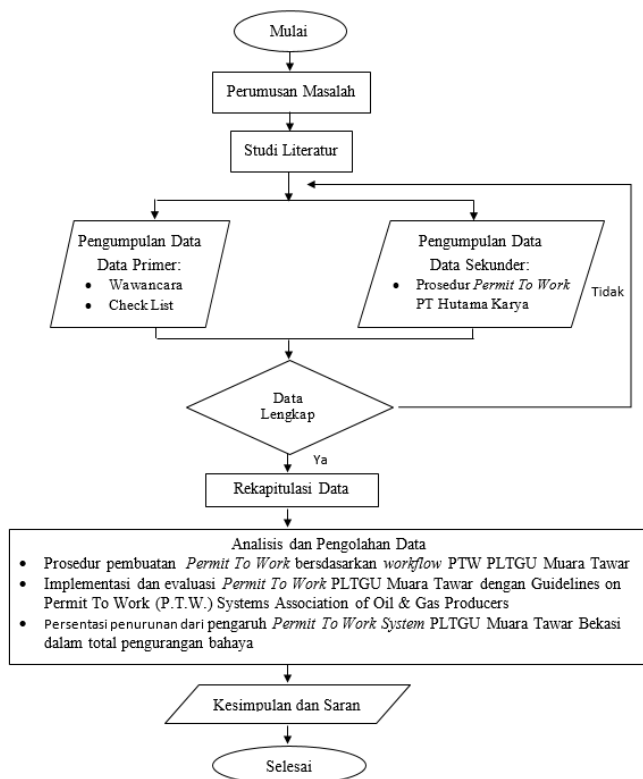 Mulai
Perumusan Masalah
Studi Literatur
Pengumpulan Data
Data Primer:
• Wawancara
• Check List
Pengumpulan Data
Data Sekunder:
• Prosedur Permit To Work
PT Hutama Karya
Tidak
Data
Lengkap
Ya
Rekapitulasi Data
Analisis dan Pengolahan Data
• Prosedur pembuatan Permit To Work bersdasarkan workflow PTW PLTGU Muara Tawar
• Implementasi dan evaluasi Permit To Work PLTGU Muara Tawar dengan Guidelines on
Permit To Work (P.T.W.) Systems Association of Oil & Gas Producers
• Persentasi penurunan dari pengaruh Permit To Work System PLTGU Muara Tawar Bekasi
dalam total pengurangan bahaya
Kesimpulan dan Saran
Selesai